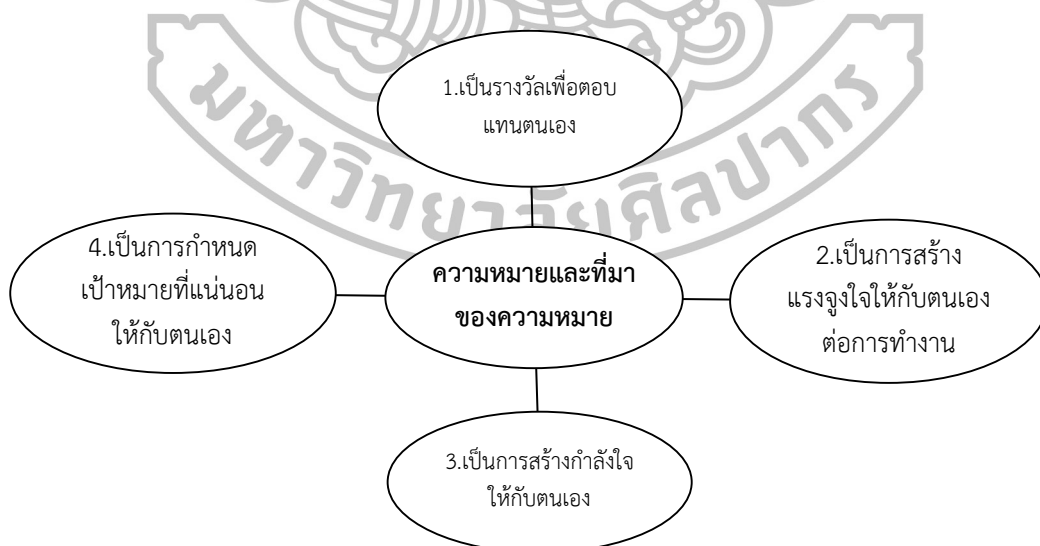 1.เป็นรางวัลเพื่อตอบ
แทนตนเอง
มหาวิทยาลัยศิลปากร
4.เป็นการกำหนด
เป้าหมายที่แน่นอน
ให้กับตนเอง
ความหมายและที่มา
ของความหมาย
2.เป็นการสร้าง
แรงจูงใจให้กับตนเอง
ต่อการทำงาน
3.เป็นการสร้างกำลังใจ
ให้กับตนเอง